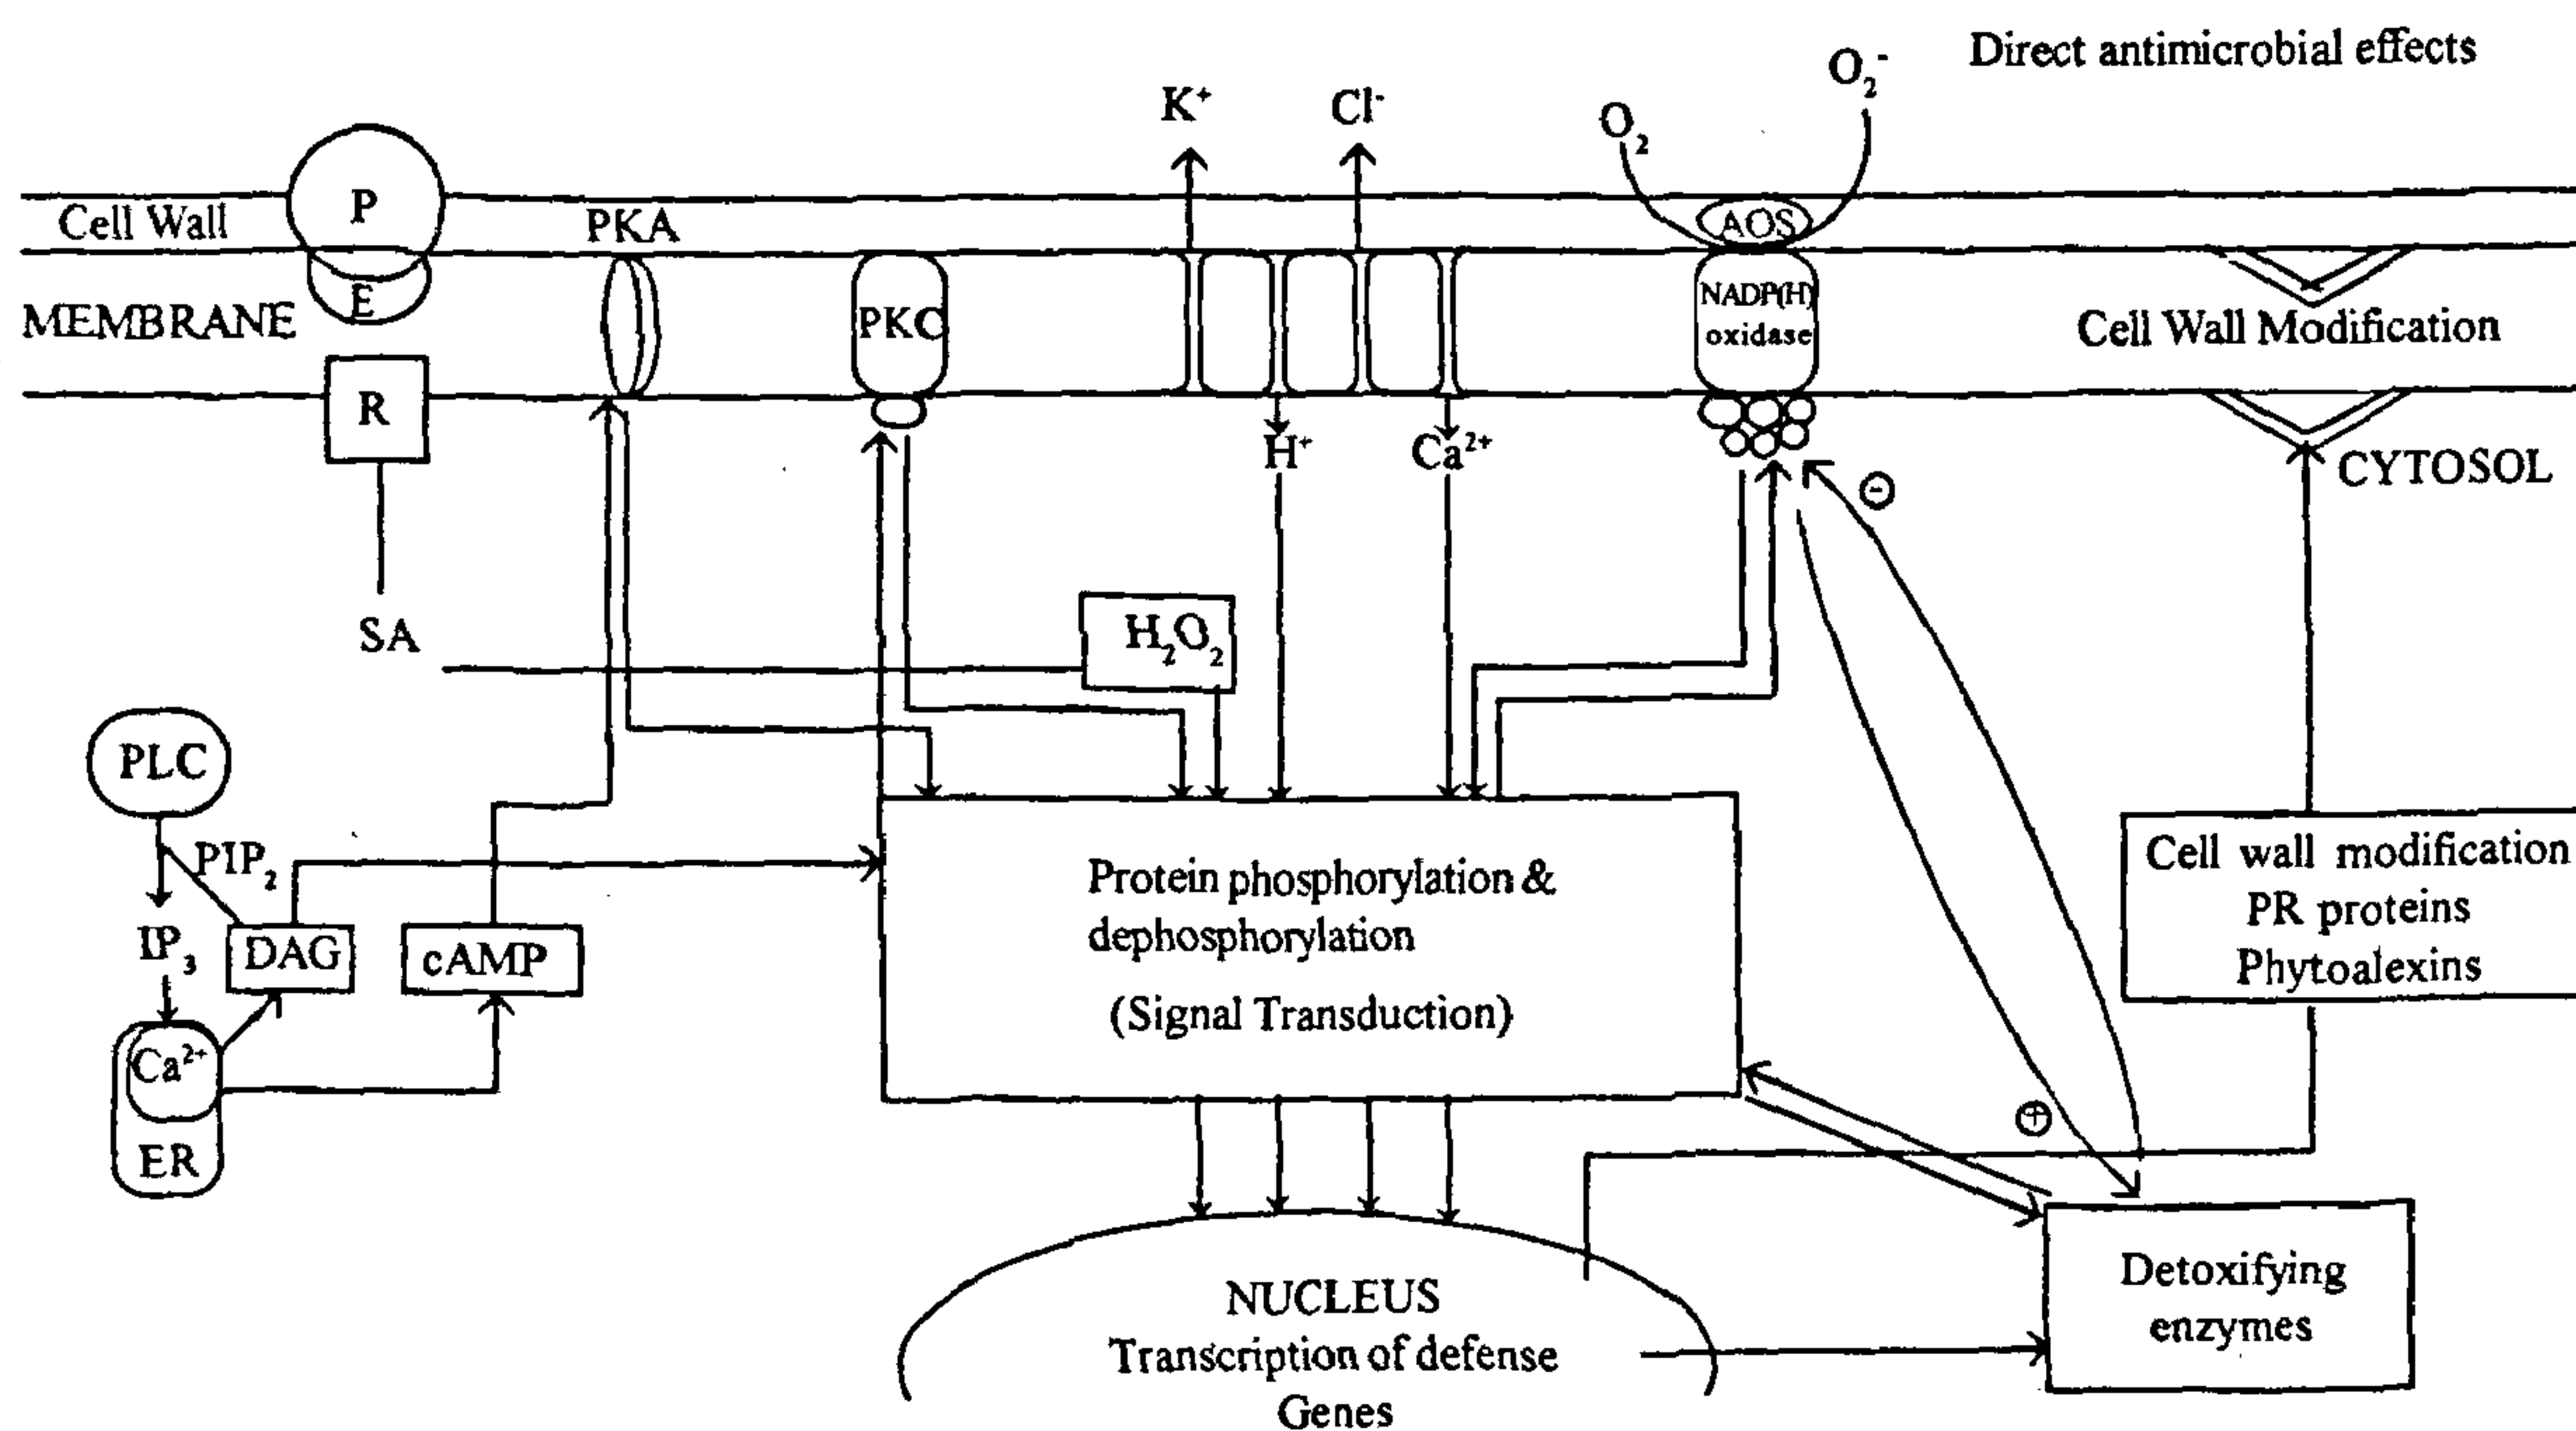 Direct antimicrobial effects
K⁺
Cl⁻
O₂
O₂⁻
Cell Wall
P
PKA
AOS
MEMBRANE
E
PKC
NADP(H)
oxidase
Cell Wall Modification
R
H⁺
Ca²⁺
⊖
CYTOSOL
SA
H₂O₂
PLC
PIP₂
IP₃
DAG
cAMP
Protein phosphorylation &
dephosphorylation
(Signal Transduction)
Cell wall modification
PR proteins
Phytoalexins
Ca²⁺
ER
⊕
NUCLEUS
Transcription of defense
Genes
Detoxifying
enzymes